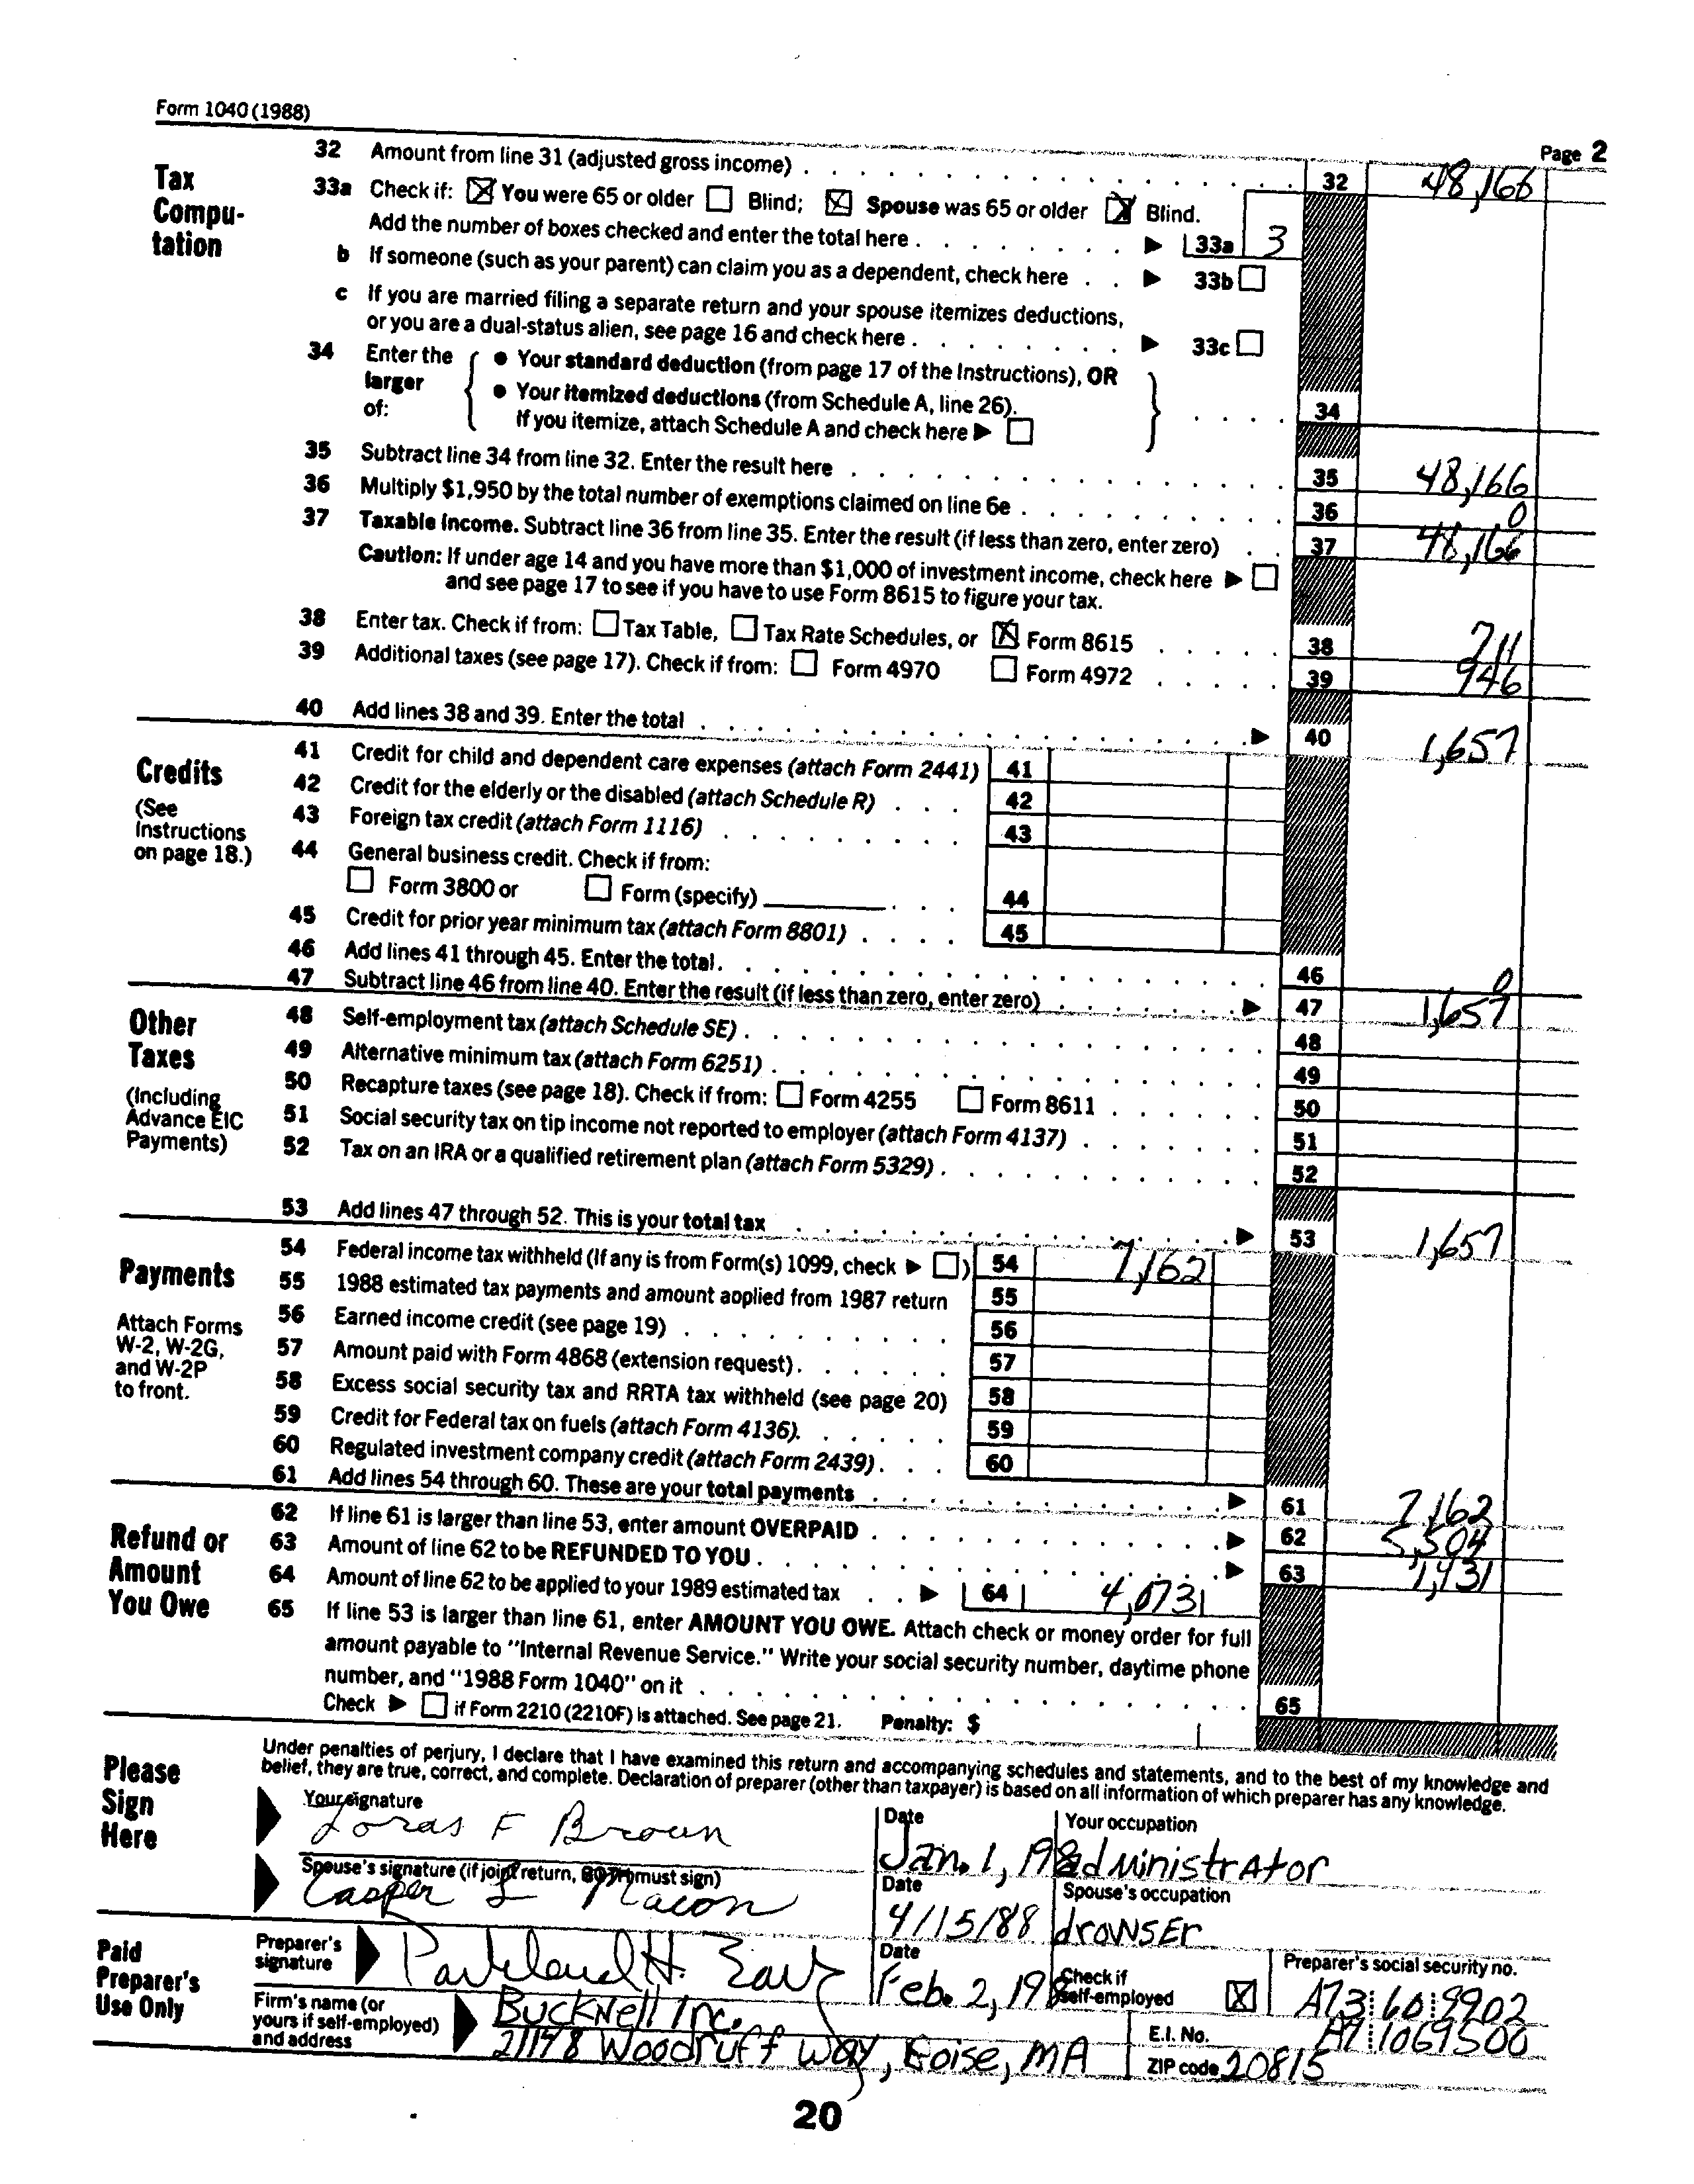 Form 1040 (1988)
Page 2
Tax Compu-tation
32 Amount from line 31 (adjusted gross income) 32 48,166
33a Check if: ☒ You were 65 or older ☐ Blind; ☒ Spouse was 65 or older ☒ Blind.
Add the number of boxes checked and enter the total here 33a 3
b If someone (such as your parent) can claim you as a dependent, check here 33b ☐
c If you are married filing a separate return and your spouse itemizes deductions,
or you are a dual-status alien, see page 16 and check here 33c ☐
34 Enter the larger of:
• Your standard deduction (from page 17 of the Instructions), OR
• Your itemized deductions (from Schedule A, line 26).
If you itemize, attach Schedule A and check here ▶ ☐ 34
35 Subtract line 34 from line 32. Enter the result here 35 48,166
36 Multiply $1,950 by the total number of exemptions claimed on line 6e 36 0
37 Taxable income. Subtract line 36 from line 35. Enter the result (if less than zero, enter zero) 37 48,166
Caution: If under age 14 and you have more than $1,000 of investment income, check here ▶ ☐
and see page 17 to see if you have to use Form 8615 to figure your tax.
38 Enter tax. Check if from: ☐ Tax Table, ☐ Tax Rate Schedules, or ☒ Form 8615 38 711
39 Additional taxes (see page 17). Check if from: ☐ Form 4970 ☐ Form 4972 39 946
40 Add lines 38 and 39. Enter the total ▶ 40 1,657
Credits
(See Instructions on page 18.)
41 Credit for child and dependent care expenses (attach Form 2441) 41
42 Credit for the elderly or the disabled (attach Schedule R) 42
43 Foreign tax credit (attach Form 1116) 43
44 General business credit. Check if from:
☐ Form 3800 or ☐ Form (specify) 44
45 Credit for prior year minimum tax (attach Form 8801) 45
46 Add lines 41 through 45. Enter the total. 46 0
47 Subtract line 46 from line 40. Enter the result (if less than zero, enter zero) ▶ 47 1,657
Other Taxes
(Including Advance EIC Payments)
48 Self-employment tax (attach Schedule SE) 48
49 Alternative minimum tax (attach Form 6251) 49
50 Recapture taxes (see page 18). Check if from: ☐ Form 4255 ☐ Form 8611 50
51 Social security tax on tip income not reported to employer (attach Form 4137) 51
52 Tax on an IRA or a qualified retirement plan (attach Form 5329) 52
53 Add lines 47 through 52. This is your total tax ▶ 53 1,657
Payments
Attach Forms W-2, W-2G, and W-2P to front.
54 Federal income tax withheld (If any is from Form(s) 1099, check ▶ ☐) 54 7,162
55 1988 estimated tax payments and amount applied from 1987 return 55
56 Earned income credit (see page 19) 56
57 Amount paid with Form 4868 (extension request) 57
58 Excess social security tax and RRTA tax withheld (see page 20) 58
59 Credit for Federal tax on fuels (attach Form 4136). 59
60 Regulated investment company credit (attach Form 2439) 60
61 Add lines 54 through 60. These are your total payments ▶ 61 7,162
Refund or Amount You Owe
62 If line 61 is larger than line 53, enter amount OVERPAID ▶ 62 5,504
63 Amount of line 62 to be REFUNDED TO YOU ▶ 63 1,431
64 Amount of line 62 to be applied to your 1989 estimated tax ▶ 64 4,073
65 If line 53 is larger than line 61, enter AMOUNT YOU OWE. Attach check or money order for full
amount payable to "Internal Revenue Service." Write your social security number, daytime phone
number, and "1988 Form 1040" on it 65
Check ▶ ☐ if Form 2210 (2210F) is attached. See page 21. Penalty: $
Please Sign Here
Under penalties of perjury, I declare that I have examined this return and accompanying schedules and statements, and to the best of my knowledge and
belief, they are true, correct, and complete. Declaration of preparer (other than taxpayer) is based on all information of which preparer has any knowledge.
Your signature Date Your occupation
Loras F Brown Jan. 1, 198 administrator
Spouse's signature (if joint return, BOTH must sign) Date Spouse's occupation
Casper L Macon 4/15/88 drowser
Paid Preparer's Use Only
Preparer's signature Parkland H. Date Feb. 2, 198 Check if self-employed ☒ Preparer's social security no. A73 60 9902
Firm's name (or yours if self-employed) and address
Bucknell Inc. E.I. No. A7 1069500
21178 Woodruff Way, Boise, MA ZIP code 20815
20